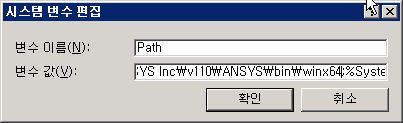 시스템 변수 편집
변수 이름(N): Path
변수 값(V): :YS Inc₩v110₩ANSYS₩bin₩winx64;%Syste
확인 취소